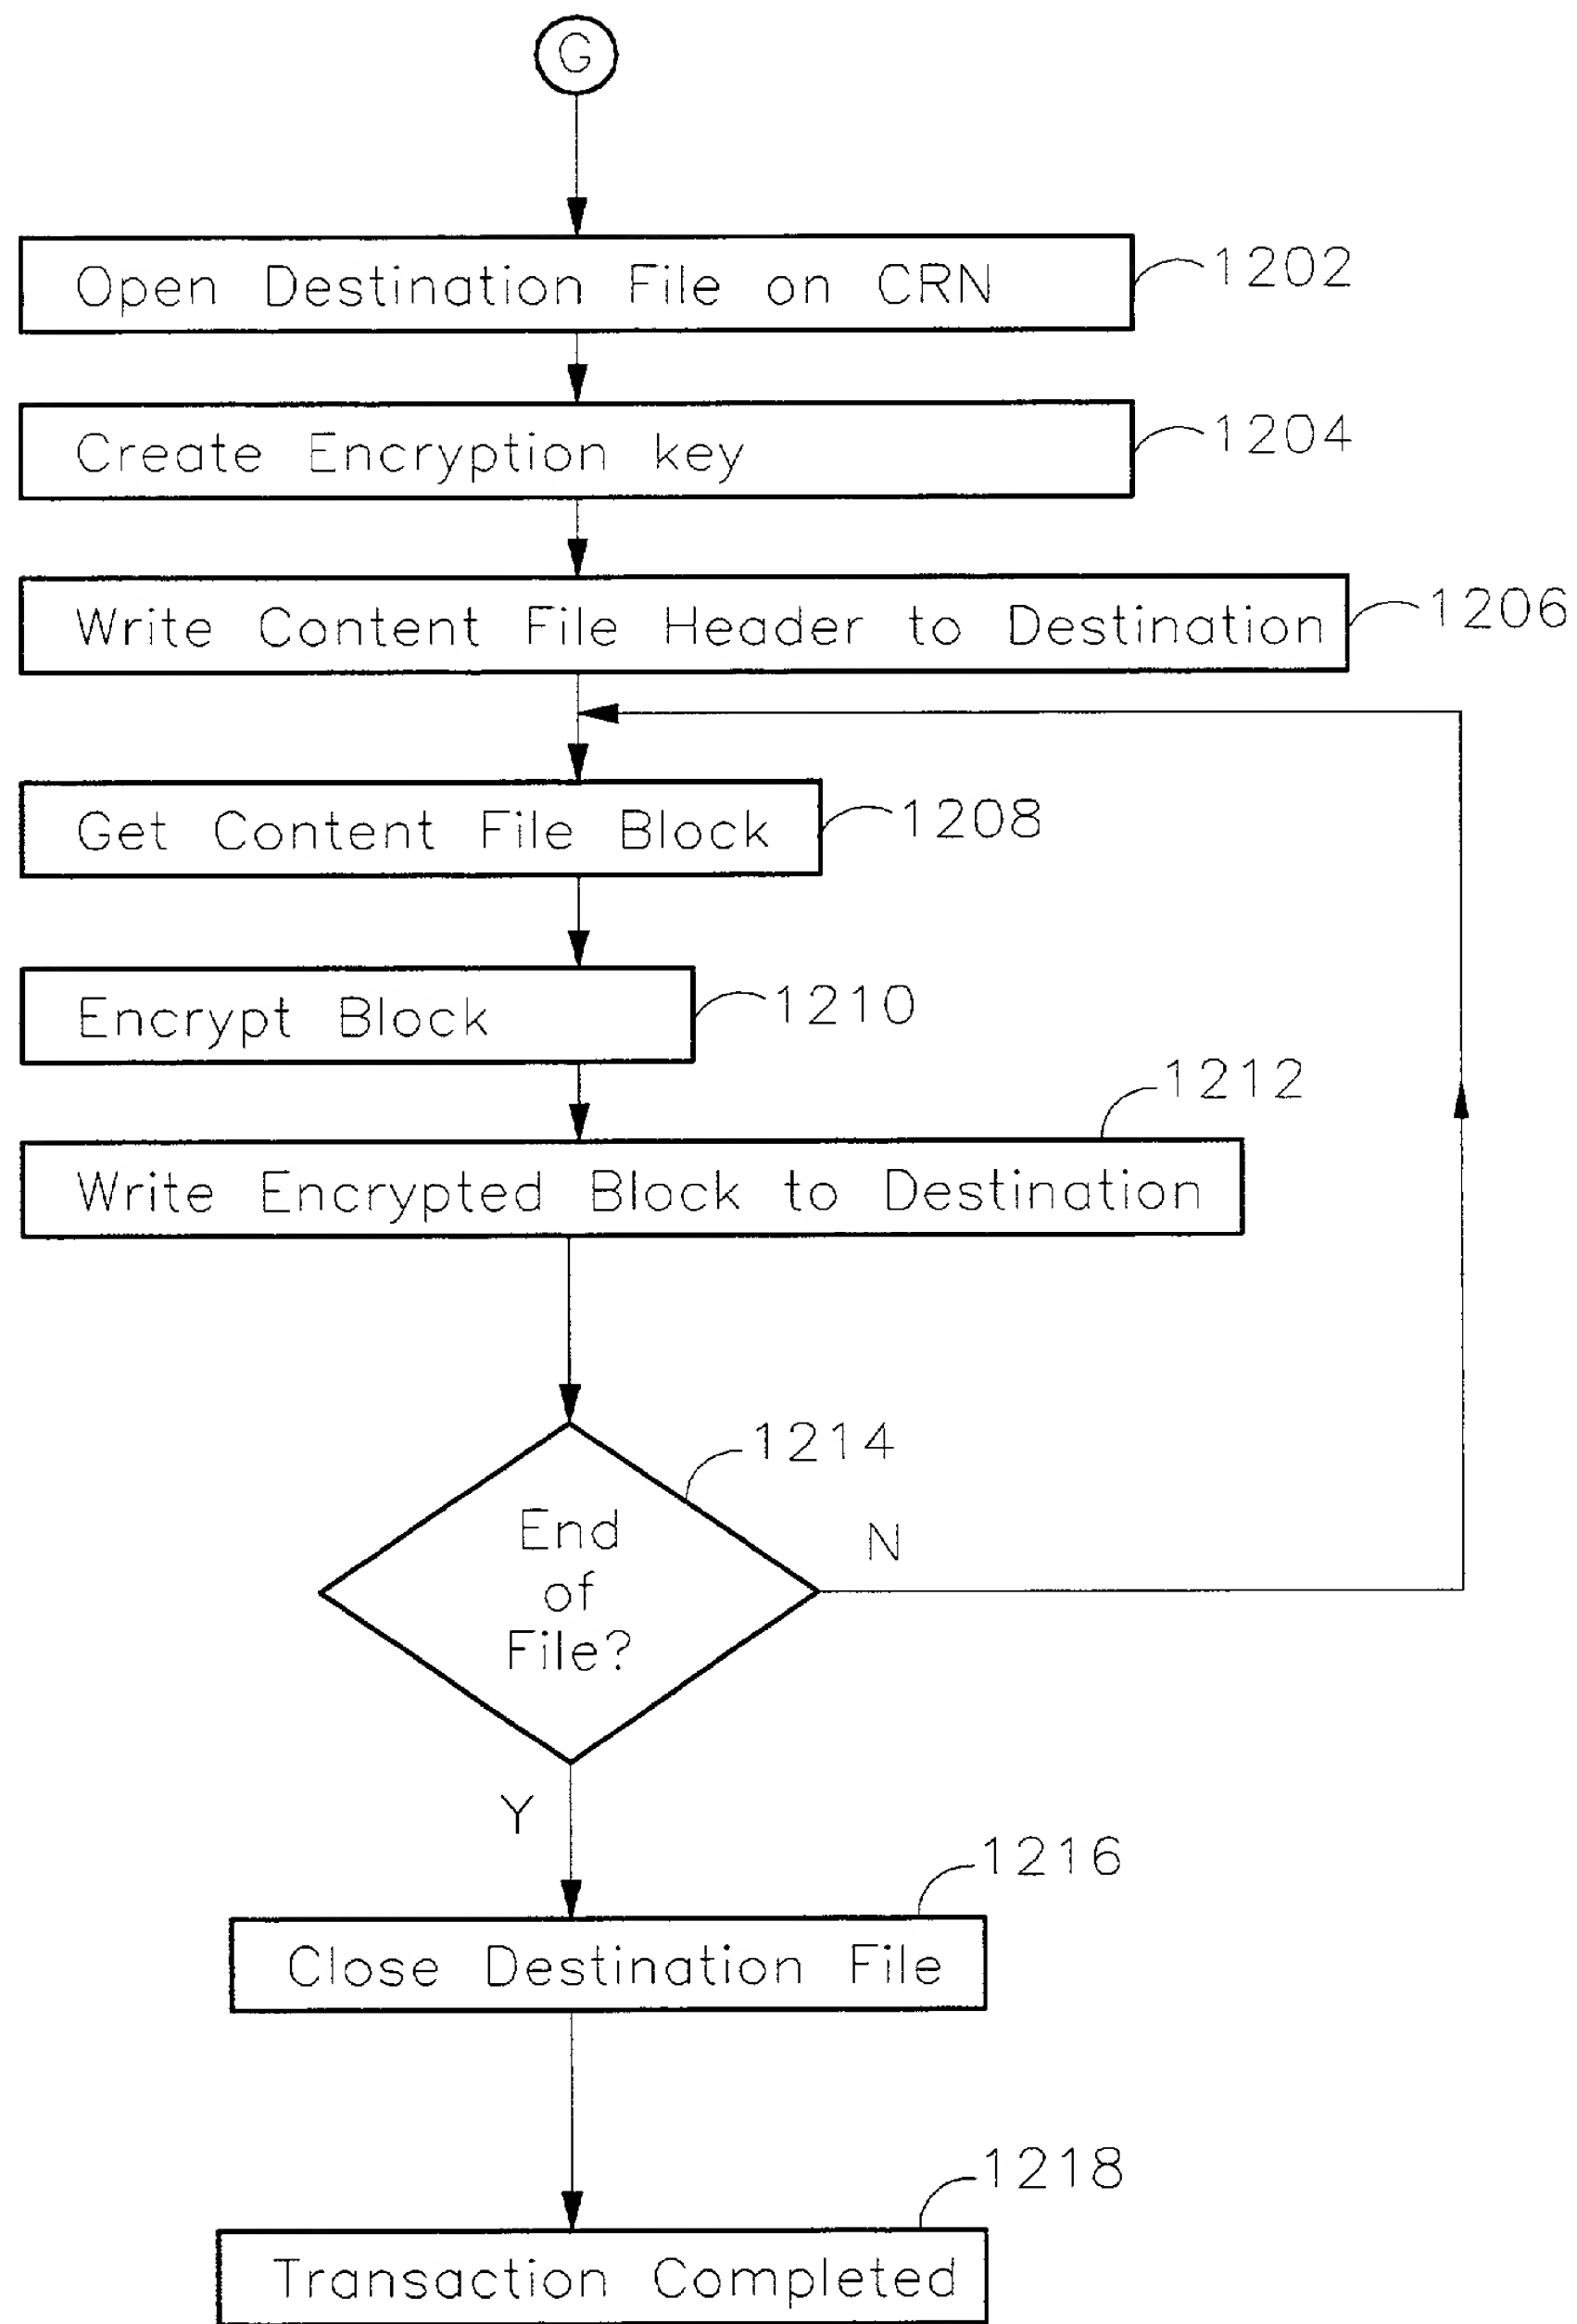 G
Open Destination File on CRN
1202
Create Encryption key
1204
Write Content File Header to Destination
1206
Get Content File Block
1208
Encrypt Block
1210
1212
Write Encrypted Block to Destination
1214
End
of
File?
N
Y
1216
Close Destination File
1218
Transaction Completed